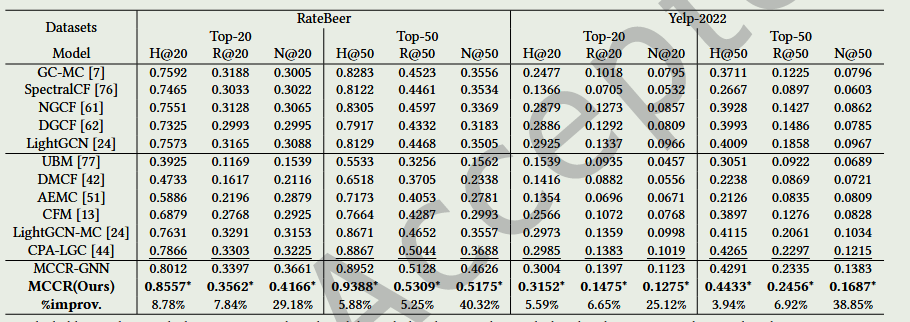 Datasets RateBeer Yelp-2022
Top-20 Top-50 Top-20 Top-50
Model H@20 R@20 N@20 H@50 R@50 N@50 H@20 R@20 N@20 H@50 R@50 N@50
GC-MC [7] 0.7592 0.3188 0.3005 0.8283 0.4523 0.3556 0.2477 0.1018 0.0795 0.3711 0.1225 0.0796
SpectralCF [76] 0.7465 0.3033 0.3022 0.8122 0.4461 0.3534 0.1366 0.0705 0.0532 0.2667 0.0897 0.0603
NGCF [61] 0.7551 0.3128 0.3065 0.8305 0.4597 0.3369 0.2879 0.1273 0.0857 0.3928 0.1427 0.0862
DGCF [62] 0.7325 0.2993 0.2995 0.7917 0.4332 0.3183 0.2886 0.1292 0.0809 0.3993 0.1486 0.0785
LightGCN [24] 0.7573 0.3165 0.3088 0.8129 0.4468 0.3505 0.2925 0.1337 0.0966 0.4009 0.1858 0.0967
UBM [77] 0.3925 0.1169 0.1539 0.5533 0.3256 0.1562 0.1539 0.0935 0.0457 0.3051 0.0922 0.0689
DMCF [42] 0.4733 0.1617 0.2116 0.6518 0.3705 0.2338 0.1416 0.0882 0.0556 0.2238 0.0869 0.0721
AEMC [51] 0.5886 0.2196 0.2879 0.7173 0.4053 0.2781 0.1354 0.0696 0.0671 0.2126 0.0835 0.0809
CFM [13] 0.6879 0.2768 0.2925 0.7664 0.4287 0.2993 0.2566 0.1072 0.0768 0.3897 0.1276 0.0828
LightGCN-MC [24] 0.7631 0.3291 0.3153 0.8671 0.4652 0.3557 0.2973 0.1359 0.0998 0.4115 0.2061 0.1034
CPA-LGC [44] 0.7866 0.3303 0.3225 0.8867 0.5044 0.3688 0.2985 0.1383 0.1019 0.4265 0.2297 0.1215
MCCR-GNN 0.8012 0.3397 0.3661 0.8952 0.5128 0.4626 0.3004 0.1397 0.1123 0.4291 0.2335 0.1383
MCCR(Ours) 0.8557* 0.3562* 0.4166* 0.9388* 0.5309* 0.5175* 0.3152* 0.1475* 0.1275* 0.4433* 0.2456* 0.1687*
%improv. 8.78% 7.84% 29.18% 5.88% 5.25% 40.32% 5.59% 6.65% 25.12% 3.94% 6.92% 38.85%